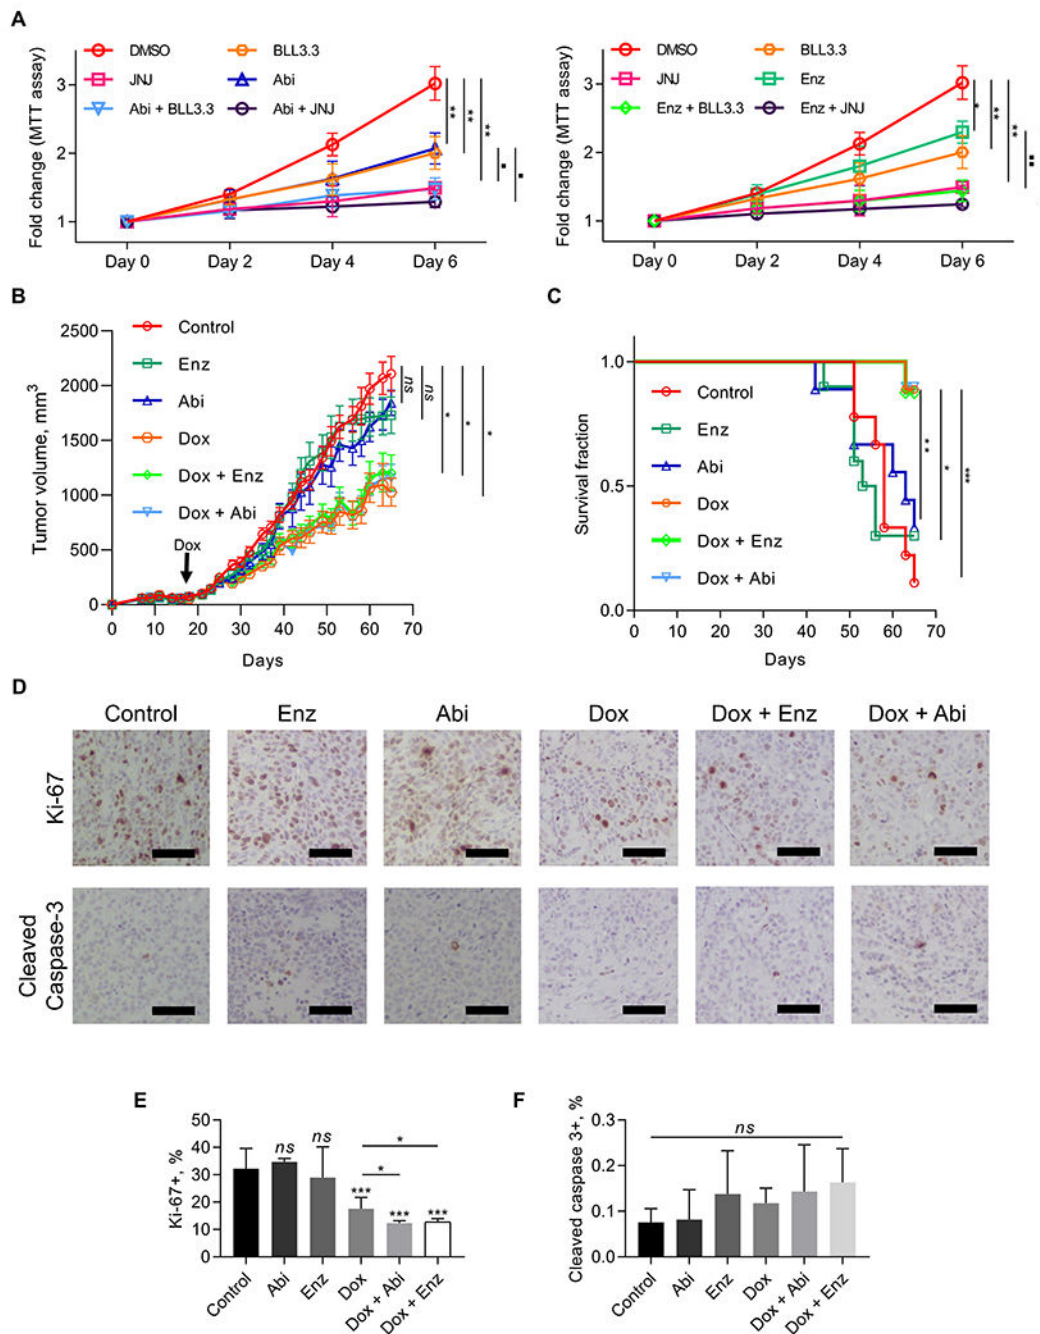 A
Fold change (MTT assay)
3
2
1
DMSO
BLL3.3
JNJ
Abi
Abi + BLL3.3
Abi + JNJ
**
**
**
Day 0
Day 2
Day 4
Day 6
Fold change (MTT assay)
3
2
1
DMSO
BLL3.3
JNJ
Enz
Enz + BLL3.3
Enz + JNJ
*
**
**
Day 0
Day 2
Day 4
Day 6
B
Tumor volume, mm3
2500
2000
1500
1000
500
0
Control
Enz
Abi
Dox
Dox + Enz
Dox + Abi
Dox
ns
ns
*
*
*
0
10
20
30
40
50
60
70
Days
C
Survival fraction
1.0
0.5
0.0
Control
Enz
Abi
Dox
Dox + Enz
Dox + Abi
**
*
***
0
10
20
30
40
50
60
70
Days
D
Control
Enz
Abi
Dox
Dox + Enz
Dox + Abi
Ki-67
Cleaved
Caspase-3
E
Ki-67+, %
50
40
30
20
10
0
ns
ns
***
***
***
*
*
Control
Abi
Enz
Dox
Dox + Abi
Dox + Enz
F
Cleaved caspase 3+, %
0.3
0.2
0.1
0.0
ns
Control
Abi
Enz
Dox
Dox + Abi
Dox + Enz